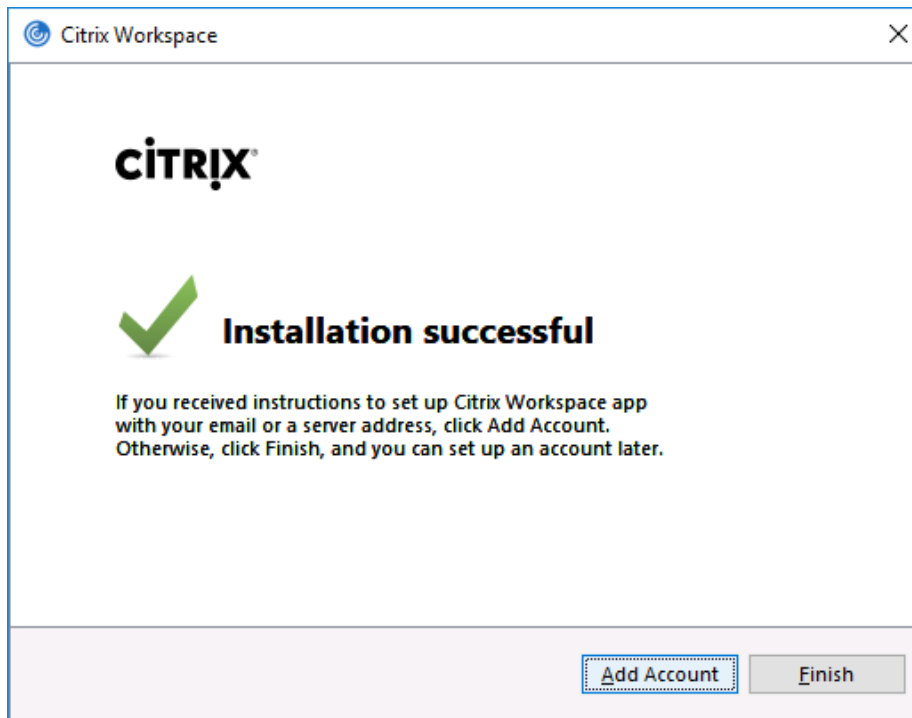 Citrix Workspace
CiTRIX®
Installation successful
If you received instructions to set up Citrix Workspace app
with your email or a server address, click Add Account.
Otherwise, click Finish, and you can set up an account later.
Add Account
Finish